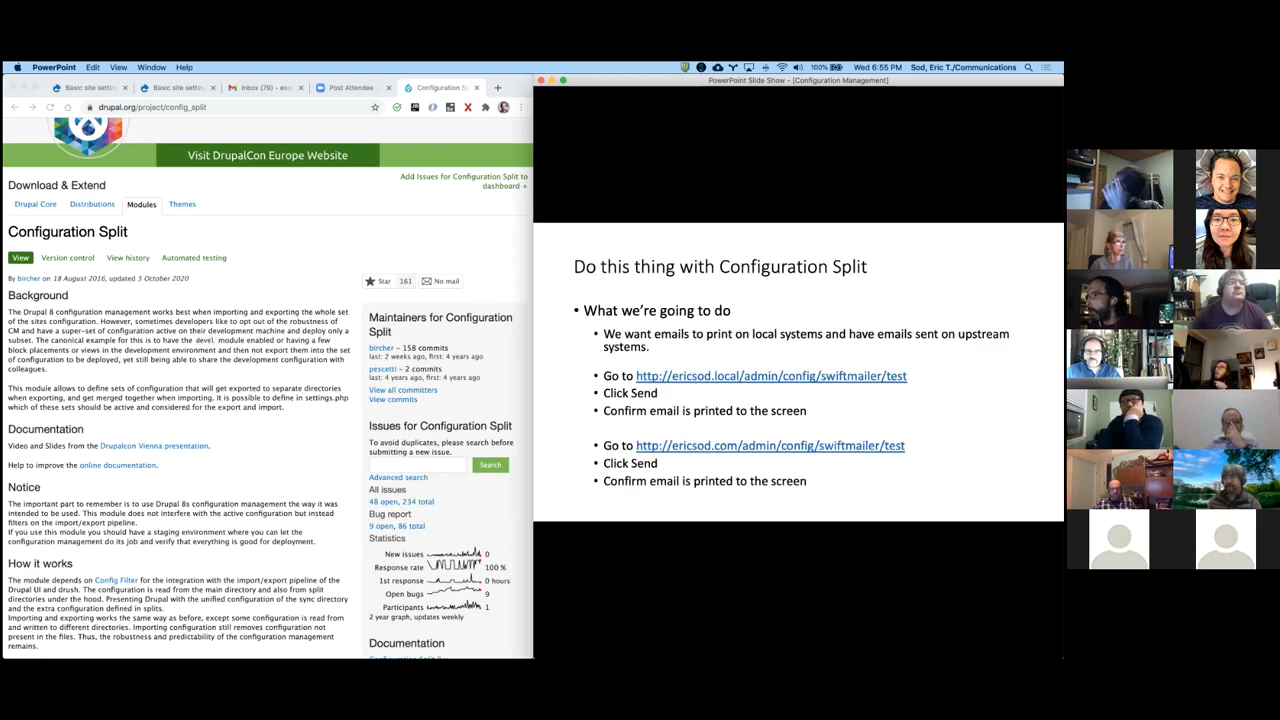 PowerPoint Edit View Window Help
100% Wed 6:55 PM Sod, Eric T./Communications
Basic site settin
Basic site settin
Inbox (79) - eso
Post Attendee -
Configuration Sp
drupal.org/project/config_split
Visit DrupalCon Europe Website
Download & Extend
Add Issues for Configuration Split to
dashboard +
Drupal Core Distributions Modules Themes
Configuration Split
View Version control View history Automated testing
By bircher on 18 August 2016, updated 5 October 2020
Star 161 No mail
Background
The Drupal 8 configuration management works best when importing and exporting the whole set
of the sites configuration. However, sometimes developers like to opt out of the robustness of
CM and have a super-set of configuration active on their development machine and deploy only a
subset. The canonical example for this is to have the devel module enabled or having a few
block placements or views in the development environment and then not export them into the set
of configuration to be deployed, yet still being able to share the development configuration with
colleagues.
This module allows to define sets of configuration that will get exported to separate directories
when exporting, and get merged together when importing. It is possible to define in settings.php
which of these sets should be active and considered for the export and import.
Documentation
Video and Slides from the Drupalcon Vienna presentation.
Help to improve the online documentation.
Notice
The important part to remember is to use Drupal 8s configuration management the way it was
intended to be used. This module does not interfere with the active configuration but instead
filters on the import/export pipeline.
If you use this module you should have a staging environment where you can let the
configuration management do its job and verify that everything is good for deployment.
How it works
The module depends on Config Filter for the integration with the import/export pipeline of the
Drupal UI and drush. The configuration is read from the main directory and also from split
directories under the hood. Presenting Drupal with the unified configuration of the sync directory
and the extra configuration defined in splits.
Importing and exporting works the same way as before, except some configuration is read from
and written to different directories. Importing configuration still removes configuration not
present in the files. Thus, the robustness and predictability of the configuration management
remains.
Maintainers for Configuration
Split
bircher - 158 commits
last: 2 weeks ago, first: 4 years ago
pescetti - 2 commits
last: 4 years ago, first: 4 years ago
View all committers
View commits
Issues for Configuration Split
To avoid duplicates, please search before
submitting a new issue.
Search
Advanced search
All issues
48 open, 234 total
Bug report
9 open, 86 total
Statistics
New issues 0
Response rate 100 %
1st response 0 hours
Open bugs 9
Participants 1
2 year graph, updates weekly
Documentation
PowerPoint Slide Show - [Configuration Management]
Do this thing with Configuration Split
• What we're going to do
• We want emails to print on local systems and have emails sent on upstream
systems.
• Go to http://ericsod.local/admin/config/swiftmailer/test
• Click Send
• Confirm email is printed to the screen
• Go to http://ericsod.com/admin/config/swiftmailer/test
• Click Send
• Confirm email is printed to the screen